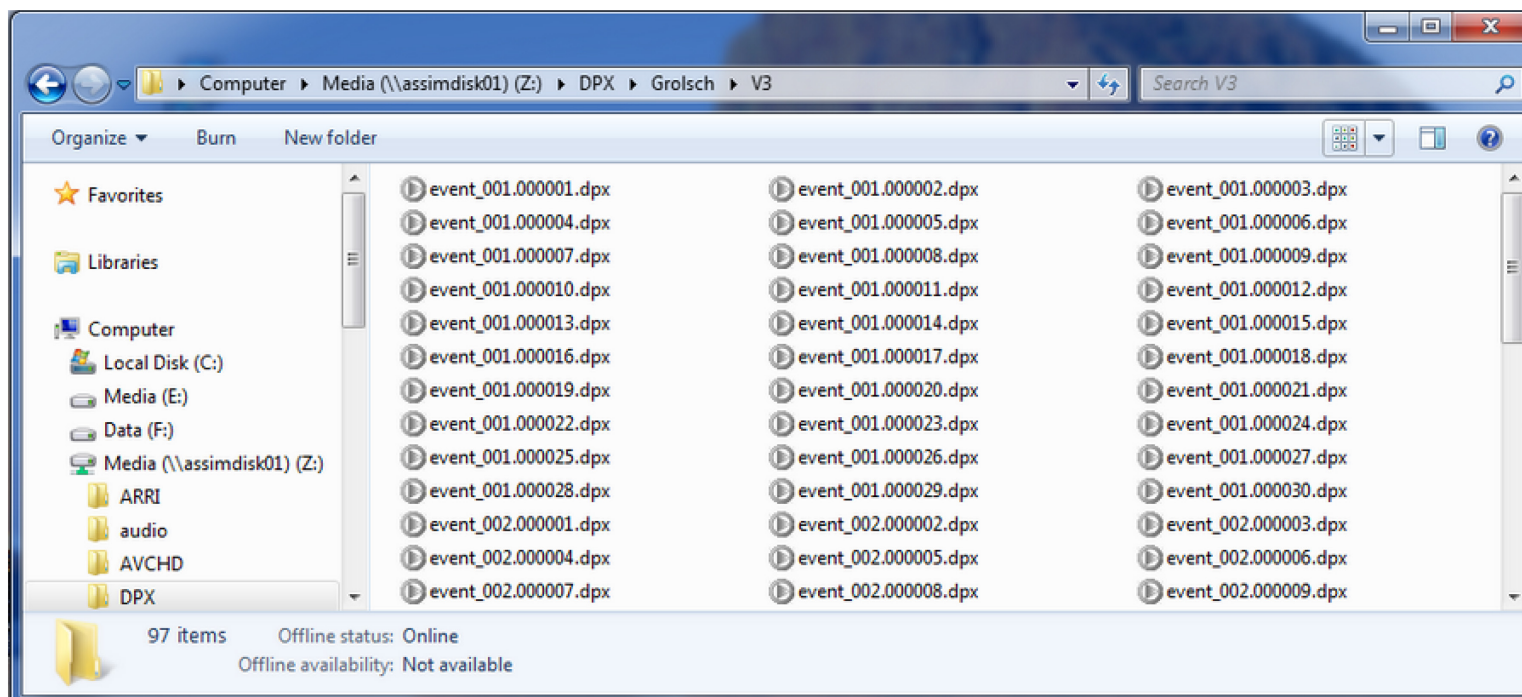 Computer Media (\\assimdisk01) (Z:) DPX Grolsch V3 Search V3
Organize Burn New folder
Favorites
Libraries
Computer
Local Disk (C:)
Media (E:)
Data (F:)
Media (\\assimdisk01) (Z:)
ARRI
audio
AVCHD
DPX
event_001.000001.dpx event_001.000002.dpx event_001.000003.dpx
event_001.000004.dpx event_001.000005.dpx event_001.000006.dpx
event_001.000007.dpx event_001.000008.dpx event_001.000009.dpx
event_001.000010.dpx event_001.000011.dpx event_001.000012.dpx
event_001.000013.dpx event_001.000014.dpx event_001.000015.dpx
event_001.000016.dpx event_001.000017.dpx event_001.000018.dpx
event_001.000019.dpx event_001.000020.dpx event_001.000021.dpx
event_001.000022.dpx event_001.000023.dpx event_001.000024.dpx
event_001.000025.dpx event_001.000026.dpx event_001.000027.dpx
event_001.000028.dpx event_001.000029.dpx event_001.000030.dpx
event_002.000001.dpx event_002.000002.dpx event_002.000003.dpx
event_002.000004.dpx event_002.000005.dpx event_002.000006.dpx
event_002.000007.dpx event_002.000008.dpx event_002.000009.dpx
97 items Offline status: Online
Offline availability: Not available